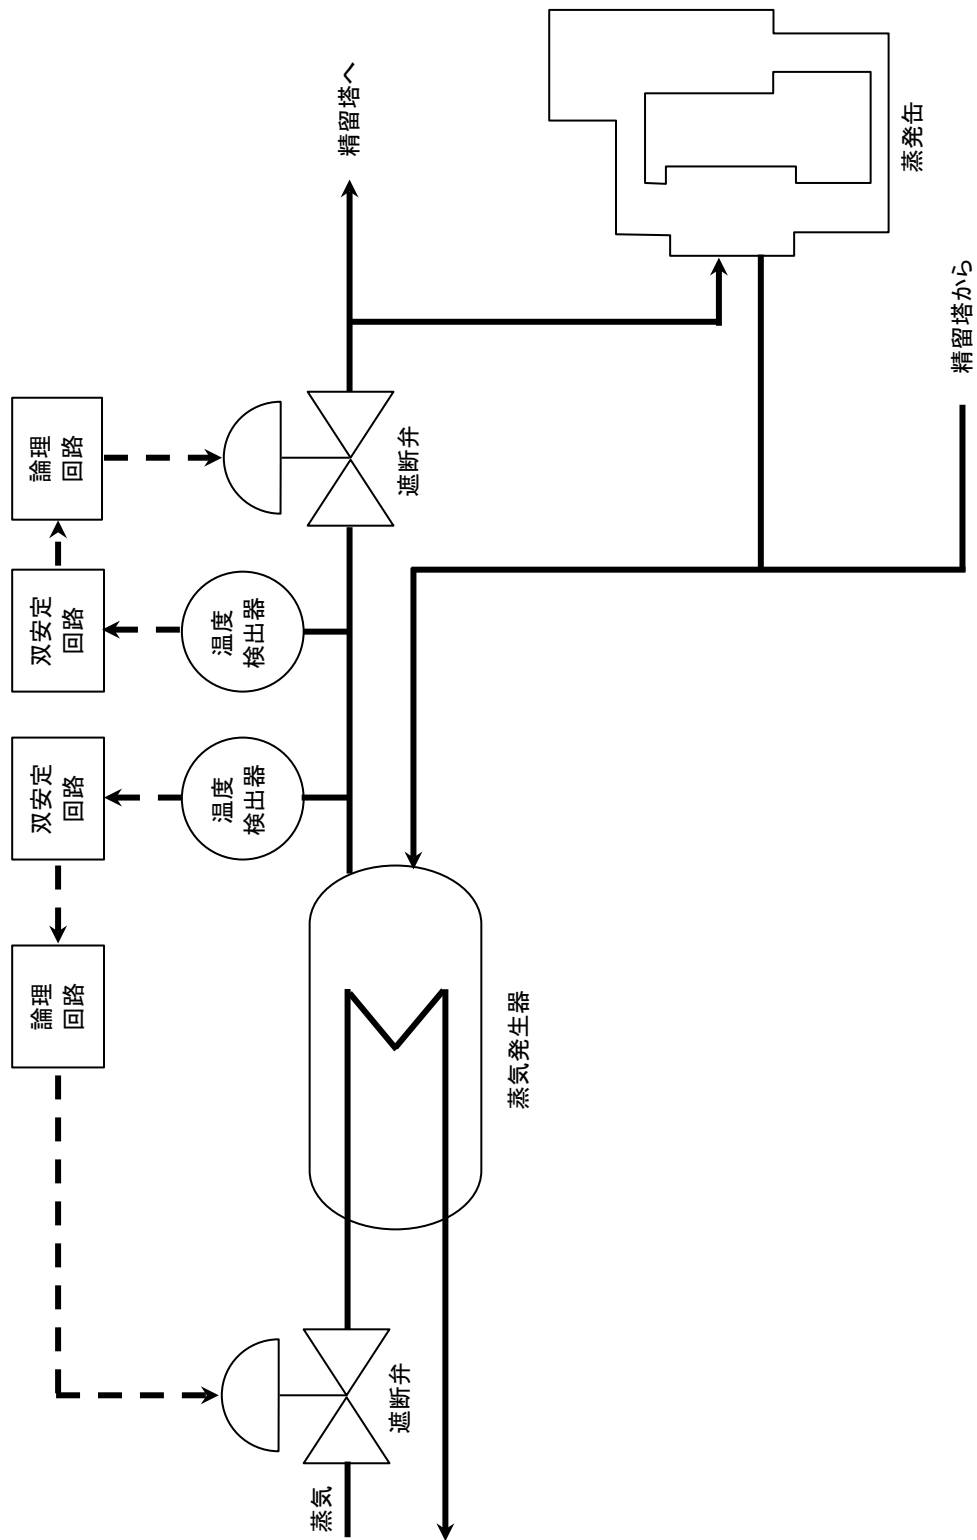 論理
回路
双安定
回路
双安定
回路
論理
回路
温度
検出器
温度
検出器
蒸気
遮断弁
蒸気発生器
遮断弁
精留塔へ
蒸発缶
精留塔から